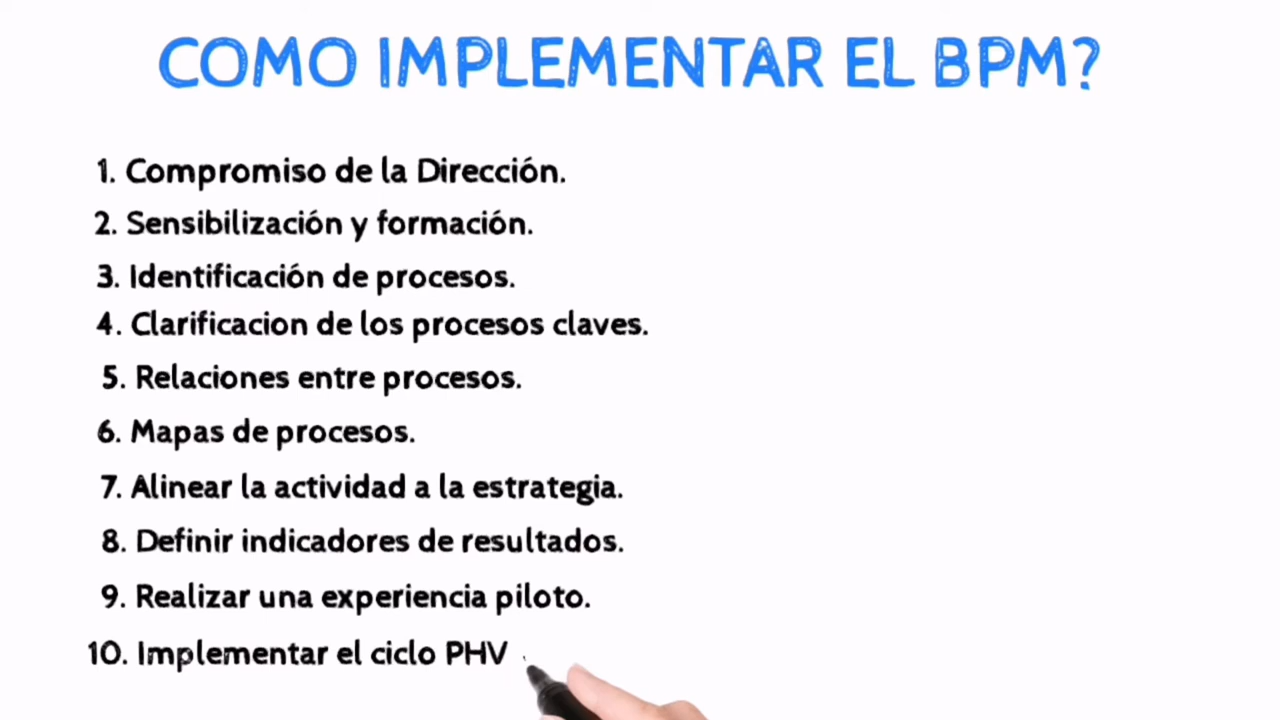 COMO IMPLEMENTAR EL BPM?
1. Compromiso de la Dirección.
2. Sensibilización y formación.
3. Identificación de procesos.
4. Clarificacion de los procesos claves.
5. Relaciones entre procesos.
6. Mapas de procesos.
7. Alinear la actividad a la estrategia.
8. Definir indicadores de resultados.
9. Realizar una experiencia piloto.
10. Implementar el ciclo PHV